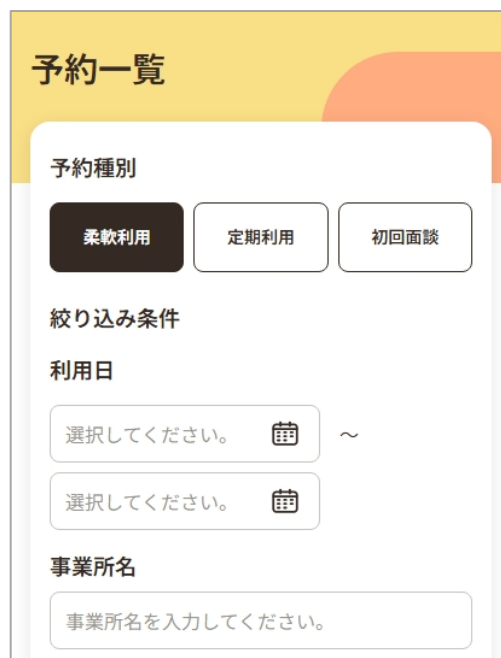 予約一覧
予約種別
柔軟利用 定期利用 初回面談
絞り込み条件
利用日
選択してください。 ～
選択してください。
事業所名
事業所名を入力してください。